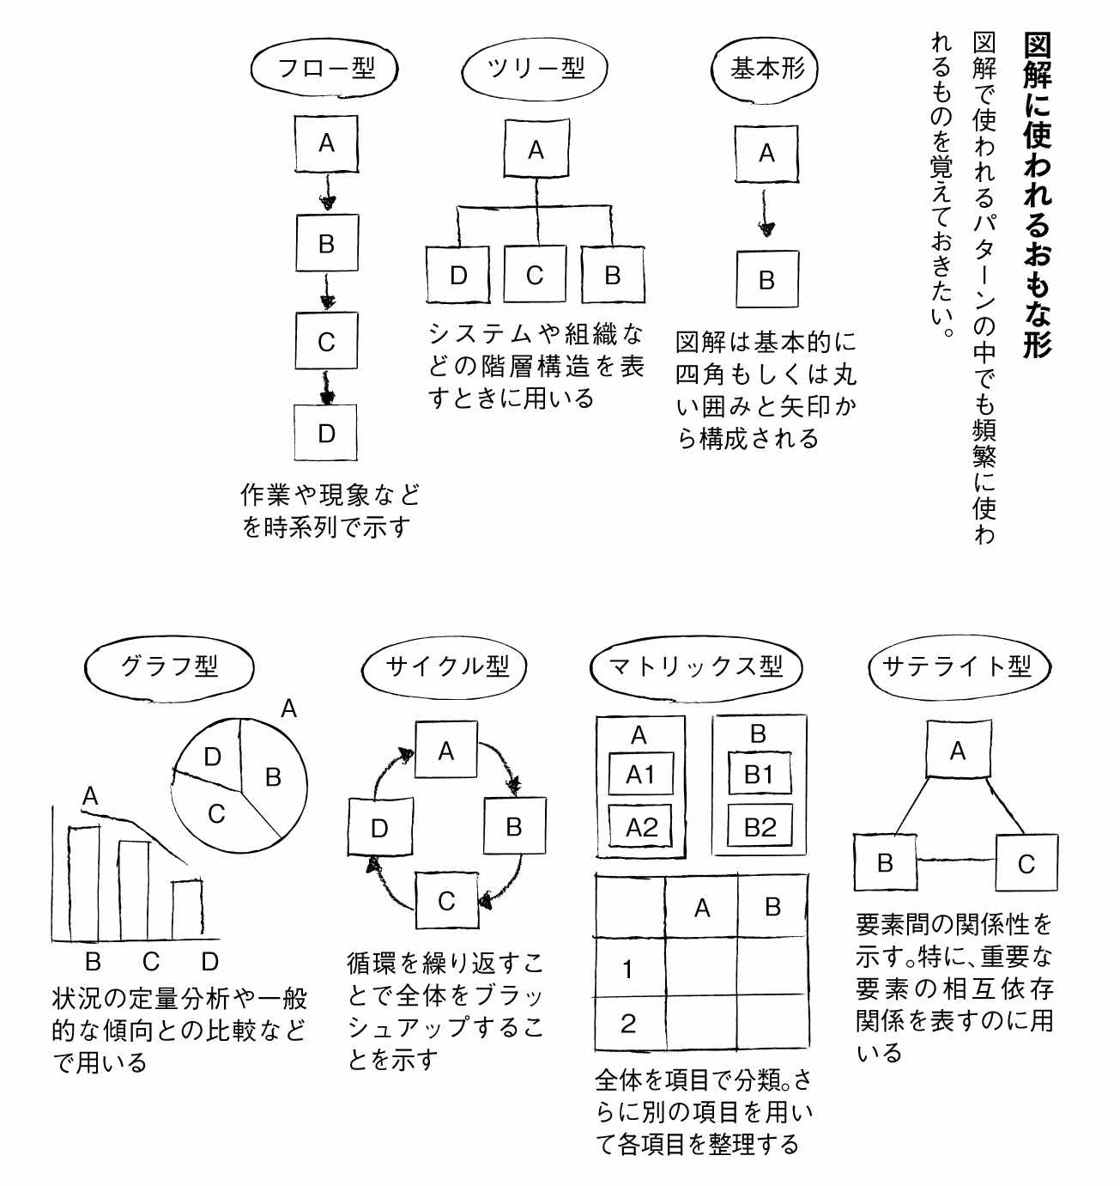 図解に使われるおもな形
図解で使われるパターンの中でも頻繁に使わ
れるものを覚えておきたい。
基本形
A
B
図解は基本的に
四角もしくは丸
い囲みと矢印か
ら構成される
ツリー型
A
D C B
システムや組織な
どの階層構造を表
すときに用いる
フロー型
A
B
C
D
作業や現象など
を時系列で示す
サテライト型
A
B C
要素間の関係性を
示す。特に、重要な
要素の相互依存
関係を表すのに用
いる
マトリックス型
A B
A1 B1
A2 B2
A B
1
2
全体を項目で分類。さ
らに別の項目を用い
て各項目を整理する
サイクル型
A
D B
C
循環を繰り返すこ
とで全体をブラッ
シュアップするこ
とを示す
グラフ型
A
D B
C
A
B C D
状況の定量分析や一般
的な傾向との比較など
で用いる